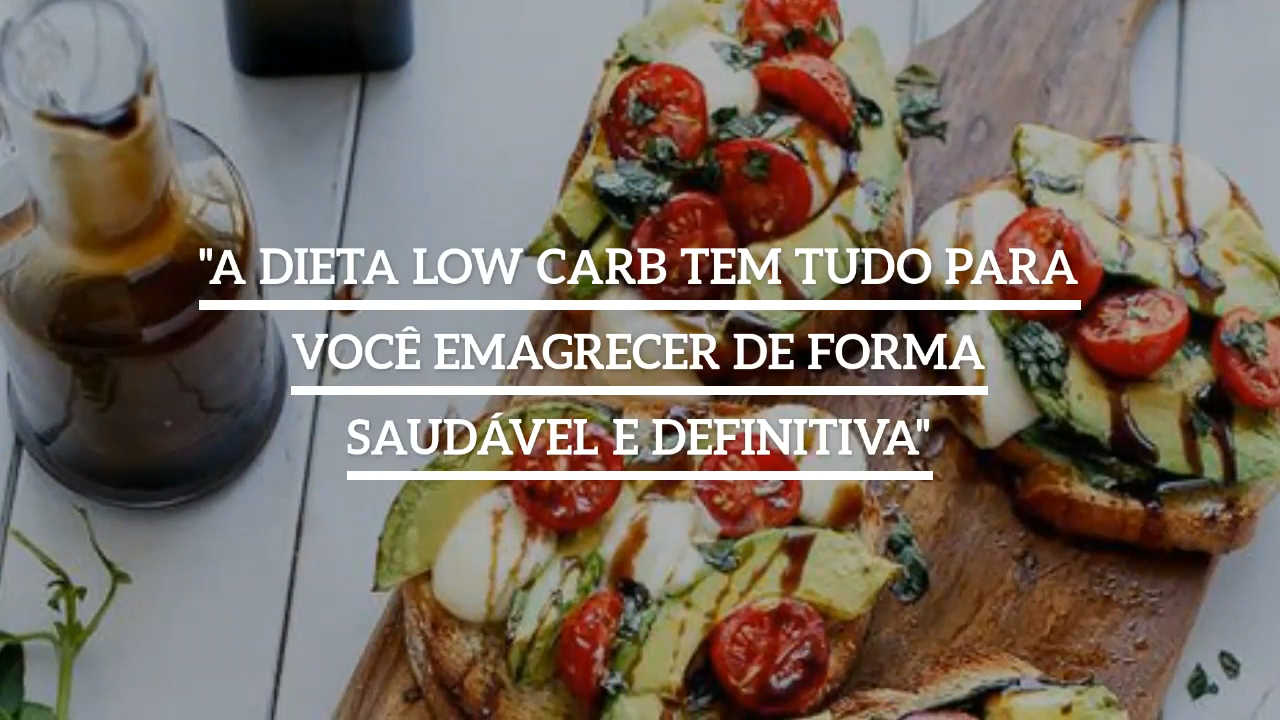 "A DIETA LOW CARB TEM TUDO PARA
VOCÊ EMAGRECER DE FORMA
SAUDÁVEL E DEFINITIVA"